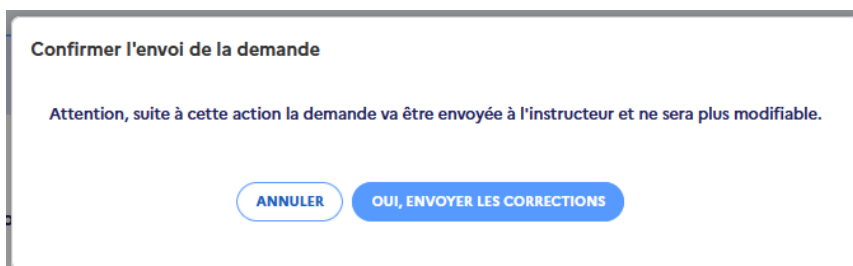 Confirmer l'envoi de la demande
Attention, suite à cette action la demande va être envoyée à l'instructeur et ne sera plus modifiable.
ANNULER
OUI, ENVOYER LES CORRECTIONS